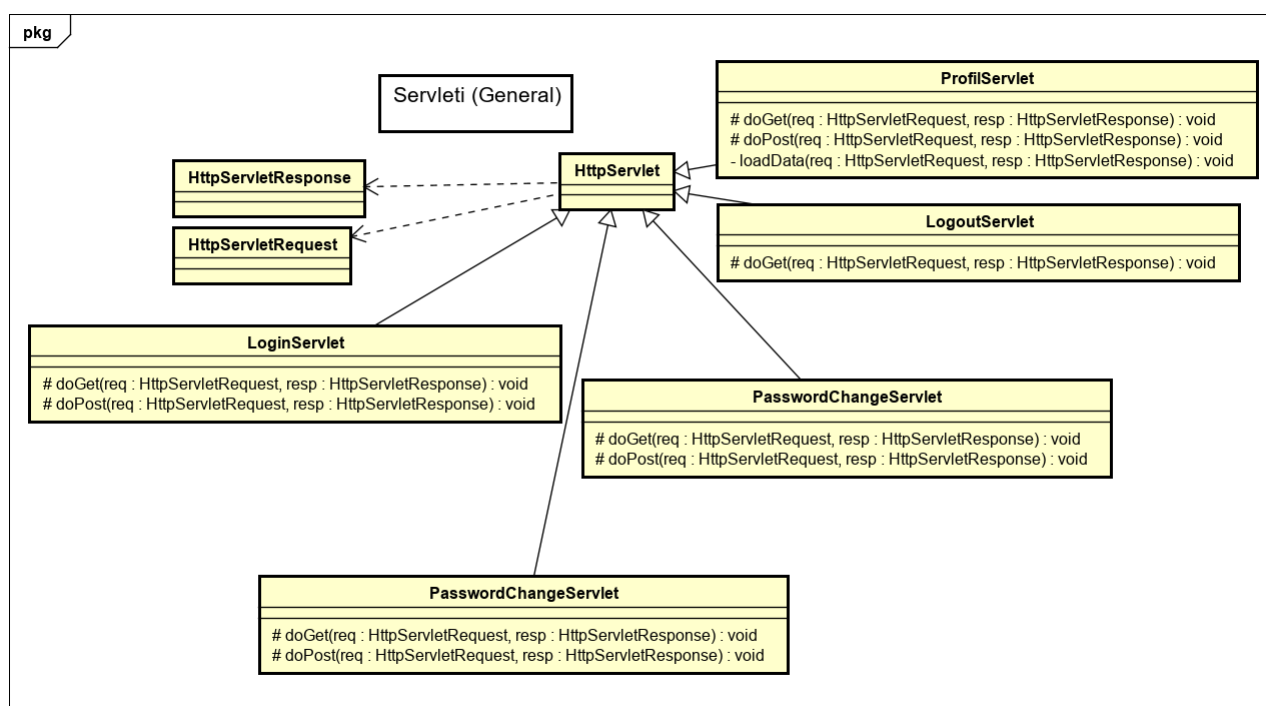 pkg
Servleti (General)
ProfilServlet
# doGet(req : HttpServletRequest, resp : HttpServletResponse) : void
# doPost(req : HttpServletRequest, resp : HttpServletResponse) : void
- loadData(req : HttpServletRequest, resp : HttpServletResponse) : void
HttpServletResponse
HttpServlet
HttpServletRequest
LogoutServlet
# doGet(req : HttpServletRequest, resp : HttpServletResponse) : void
LoginServlet
# doGet(req : HttpServletRequest, resp : HttpServletResponse) : void
# doPost(req : HttpServletRequest, resp : HttpServletResponse) : void
PasswordChangeServlet
# doGet(req : HttpServletRequest, resp : HttpServletResponse) : void
# doPost(req : HttpServletRequest, resp : HttpServletResponse) : void
PasswordChangeServlet
# doGet(req : HttpServletRequest, resp : HttpServletResponse) : void
# doPost(req : HttpServletRequest, resp : HttpServletResponse) : void